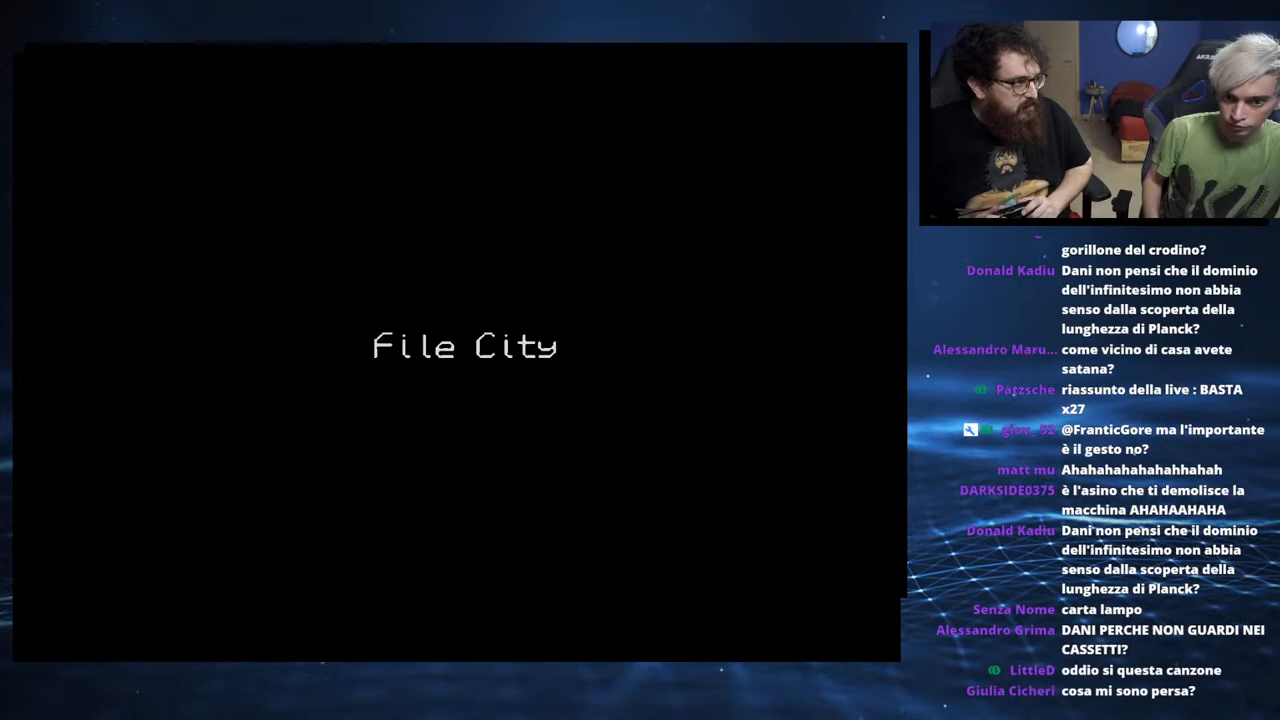 File City
gorillone del crodino?
Donald Kadiu Dani non pensi che il dominio
dell'infinitesimo non abbia
senso dalla scoperta della
lunghezza di Planck?
Alessandro Maru... come vicino di casa avete
satana?
Patzsche riassunto della live : BASTA
x27
giov_52 @FranticGore ma l'importante
è il gesto no?
matt mu Ahahahahahahhahah
DARKSIDE0375 è l'asino che ti demolisce la
macchina AHAHAAHAHA
Donald Kadiu Dani non pensi che il dominio
dell'infinitesimo non abbia
senso dalla scoperta della
lunghezza di Planck?
Senza Nome carta lampo
Alessandro Grima DANI PERCHE NON GUARDI NEI
CASSETTI?
LittleD oddio si questa canzone
Giulia Cicheri cosa mi sono persa?